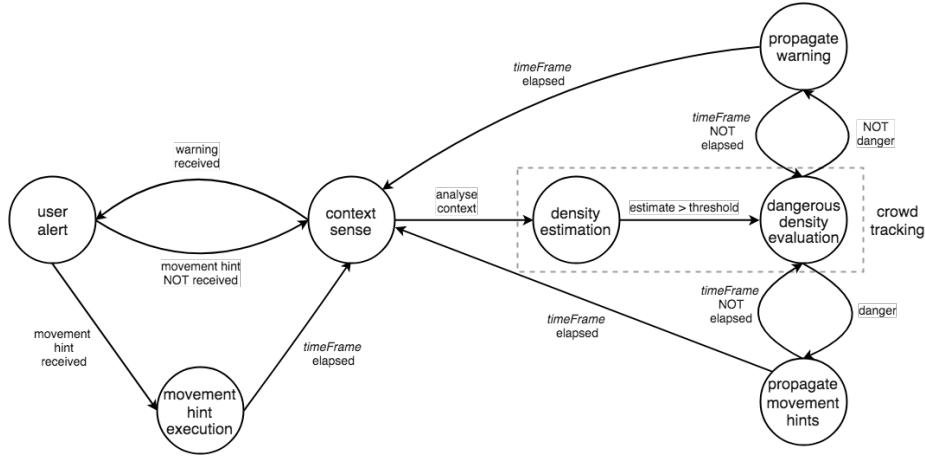 propagate
warning
timeFrame
elapsed
timeFrame
NOT
elapsed
NOT
danger
warning
received
user
alert
context
sense
analyse
context
density
estimation
estimate > threshold
dangerous
density
evaluation
crowd
tracking
movement hint
NOT received
timeFrame
NOT
elapsed
danger
timeFrame
elapsed
movement
hint
received
timeFrame
elapsed
movement
hint
execution
propagate
movement
hints